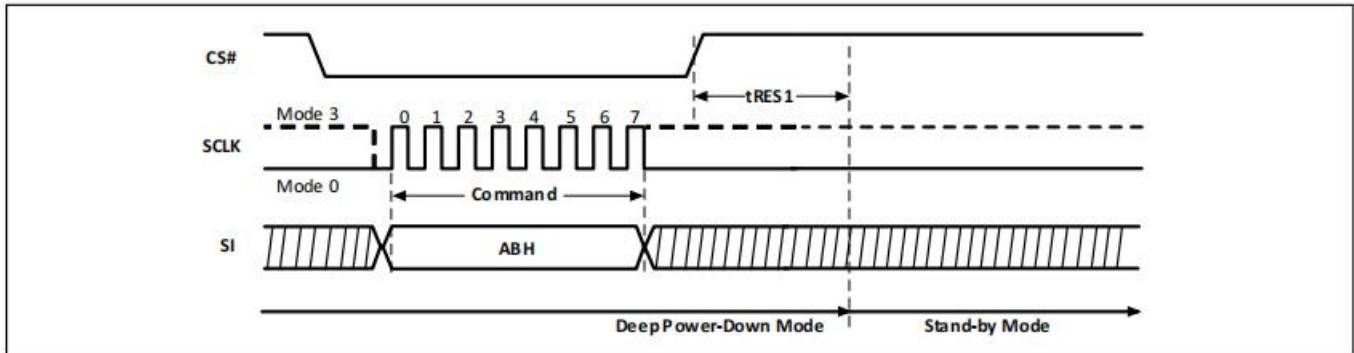 CS#
tRES1
Mode 3
0 1 2 3 4 5 6 7
SCLK
Mode 0
Command
SI
ABH
Deep Power-Down Mode
Stand-by Mode